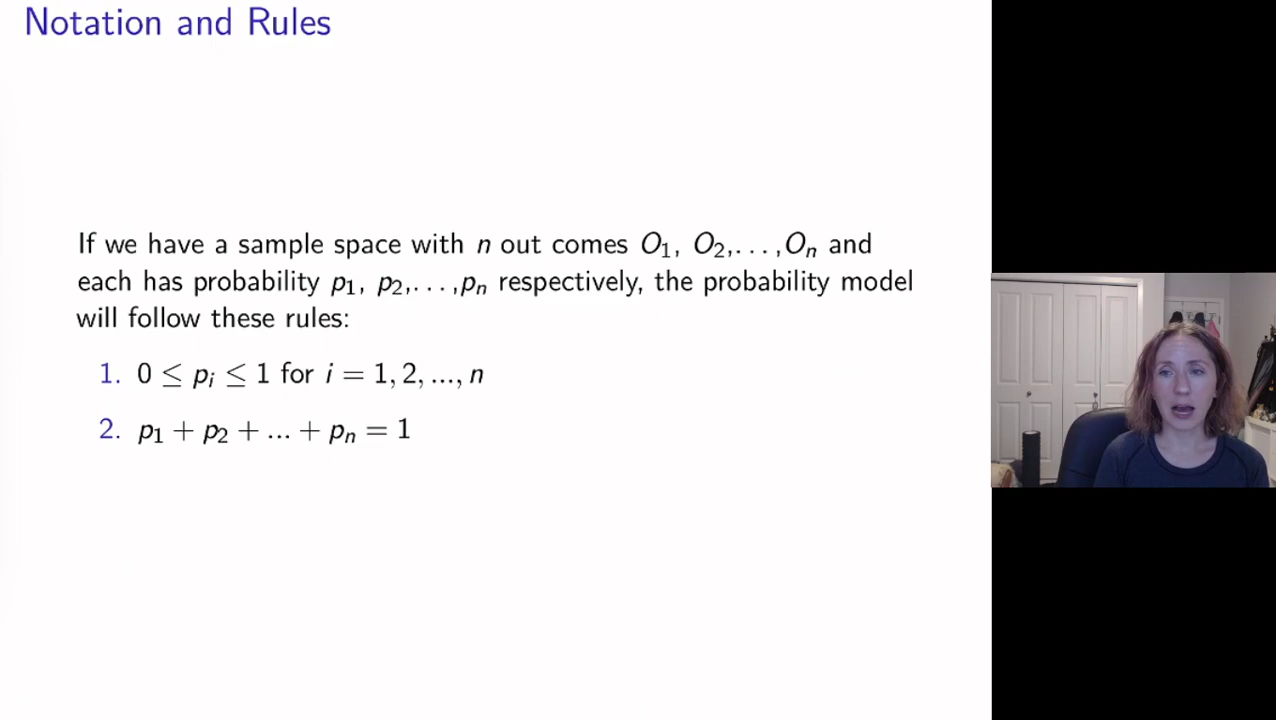 Notation and Rules
If we have a sample space with n out comes O₁, O₂,. . . ,Oₙ and
each has probability p₁, p₂,. . . ,pₙ respectively, the probability model
will follow these rules:
1. 0 ≤ pᵢ ≤ 1 for i = 1, 2, ..., n
2. p₁ + p₂ + ... + pₙ = 1